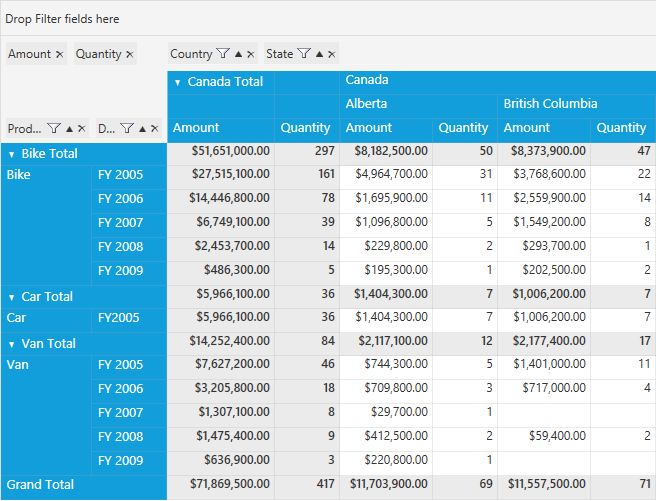 Drop Filter fields here
Amount Quantity Country State
Canada Total Canada
Alberta British Columbia
Prod... D... Amount Quantity Amount Quantity Amount Quantity
Bike Total $51,651,000.00 297 $8,182,500.00 50 $8,373,900.00 47
Bike FY 2005 $27,515,100.00 161 $4,964,700.00 31 $3,768,600.00 22
FY 2006 $14,446,800.00 78 $1,695,900.00 11 $2,559,900.00 14
FY 2007 $6,749,100.00 39 $1,096,800.00 5 $1,549,200.00 8
FY 2008 $2,453,700.00 14 $229,800.00 2 $293,700.00 1
FY 2009 $486,300.00 5 $195,300.00 1 $202,500.00 2
Car Total $5,966,100.00 36 $1,404,300.00 7 $1,006,200.00 7
Car FY2005 $5,966,100.00 36 $1,404,300.00 7 $1,006,200.00 7
Van Total $14,252,400.00 84 $2,117,100.00 12 $2,177,400.00 17
Van FY 2005 $7,627,200.00 46 $744,300.00 5 $1,401,000.00 11
FY 2006 $3,205,800.00 18 $709,800.00 3 $717,000.00 4
FY 2007 $1,307,100.00 8 $29,700.00 1
FY 2008 $1,475,400.00 9 $412,500.00 2 $59,400.00 2
FY 2009 $636,900.00 3 $220,800.00 1
Grand Total $71,869,500.00 417 $11,703,900.00 69 $11,557,500.00 71